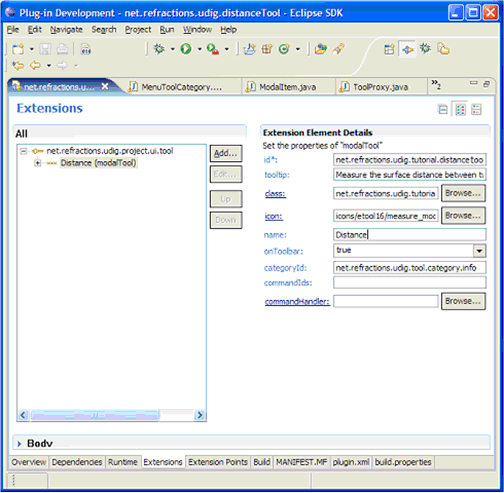 Plug-in Development - net.refractions.udig.distanceTool - Eclipse SDK
File Edit Navigate Search Project Run Window Help
net.refractions.u... MenuToolCategory.... ModalItem.java ToolProxy.java »2
Extensions
All
net.refractions.udig.project.ui.tool
Distance (modalTool)
Add...
Edit...
Up
Down
Extension Element Details
Set the properties of "modalTool"
id*: net.refractions.udig.tutorial.distancetoo
tooltip: Measure the surface distance between t
class: net.refractions.udig.tutoria Browse...
icon: icons/etool16/measure_mo Browse...
name: Distance
onToolbar: true
categoryId: net.refractions.udig.tool.category.info
commandIds:
commandHandler: Browse...
Body
Overview Dependencies Runtime Extensions Extension Points Build MANIFEST.MF plugin.xml build.properties